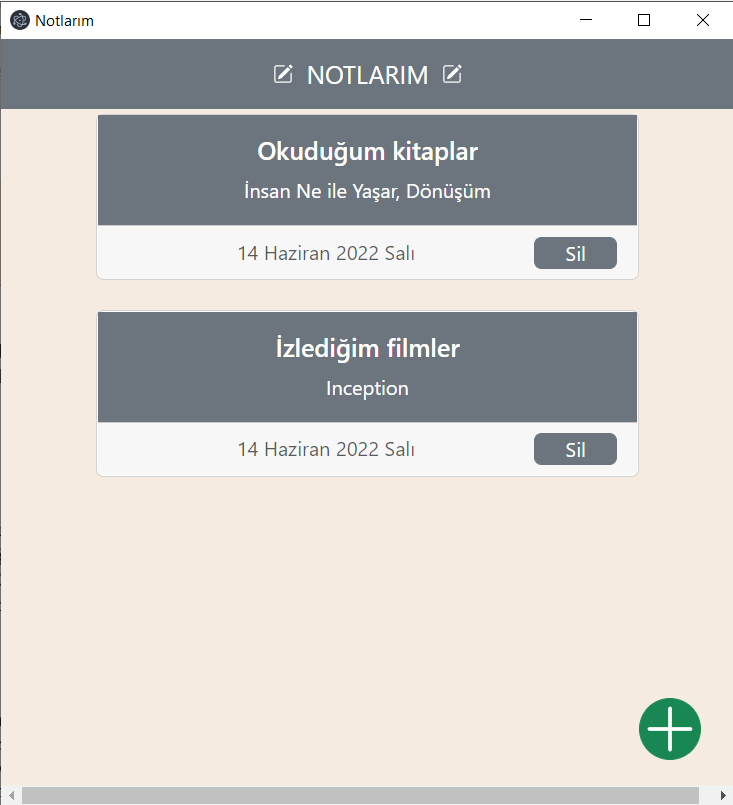 Notlarım
NOTLARIM
Okuduğum kitaplar
İnsan Ne ile Yaşar, Dönüşüm
14 Haziran 2022 Salı
Sil
İzlediğim filmler
Inception
14 Haziran 2022 Salı
Sil